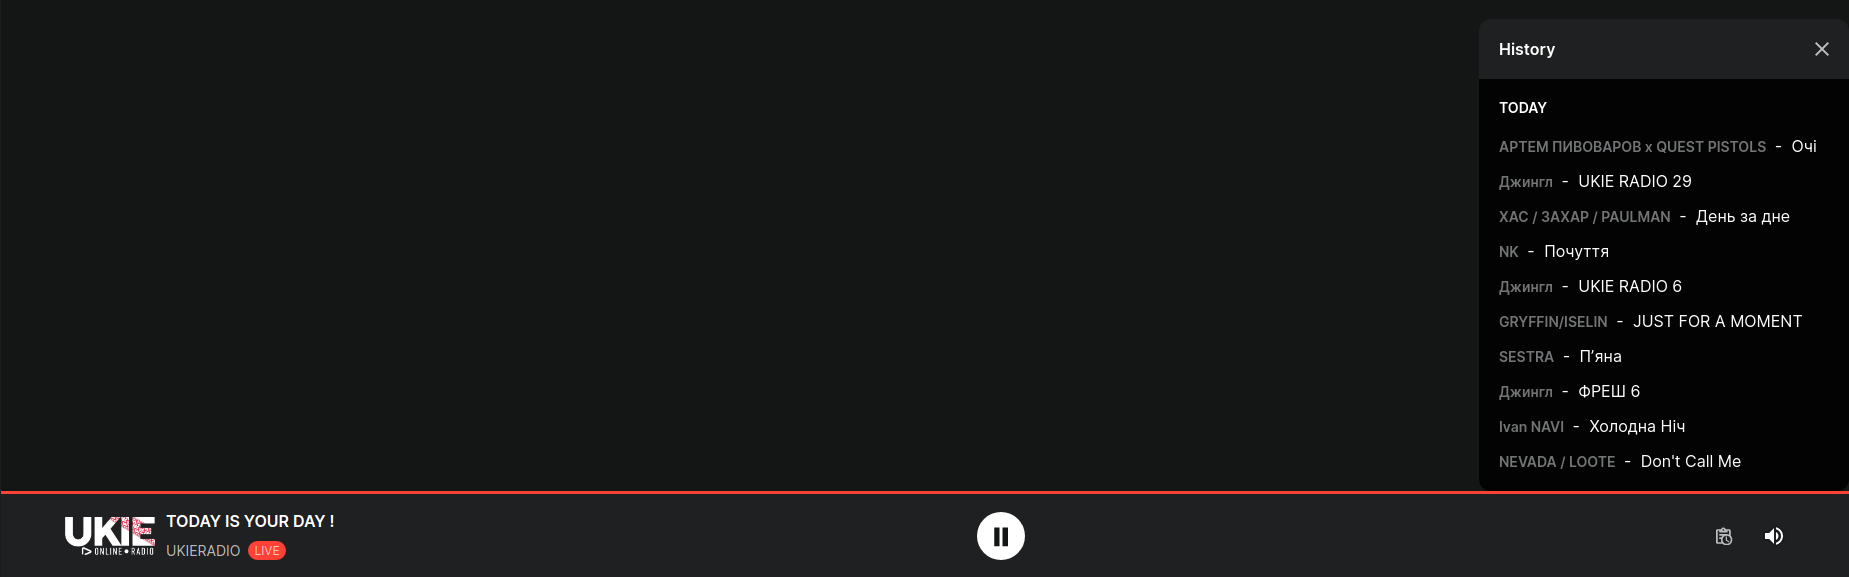 History
TODAY
АРТЕМ ПИВОВАРОВ x QUEST PISTOLS - Очі
Джингл - UKIE RADIO 29
ХАС / ЗАХАР / PAULMAN - День за дне
NK - Почуття
Джингл - UKIE RADIO 6
GRYFFIN/ISELIN - JUST FOR A MOMENT
SESTRA - П’яна
Джингл - ФРЕШ 6
Ivan NAVI - Холодна Ніч
NEVADA / LOOTE - Don't Call Me
UKIE
ONLINE • RADIO
TODAY IS YOUR DAY !
UKIERADIO LIVE